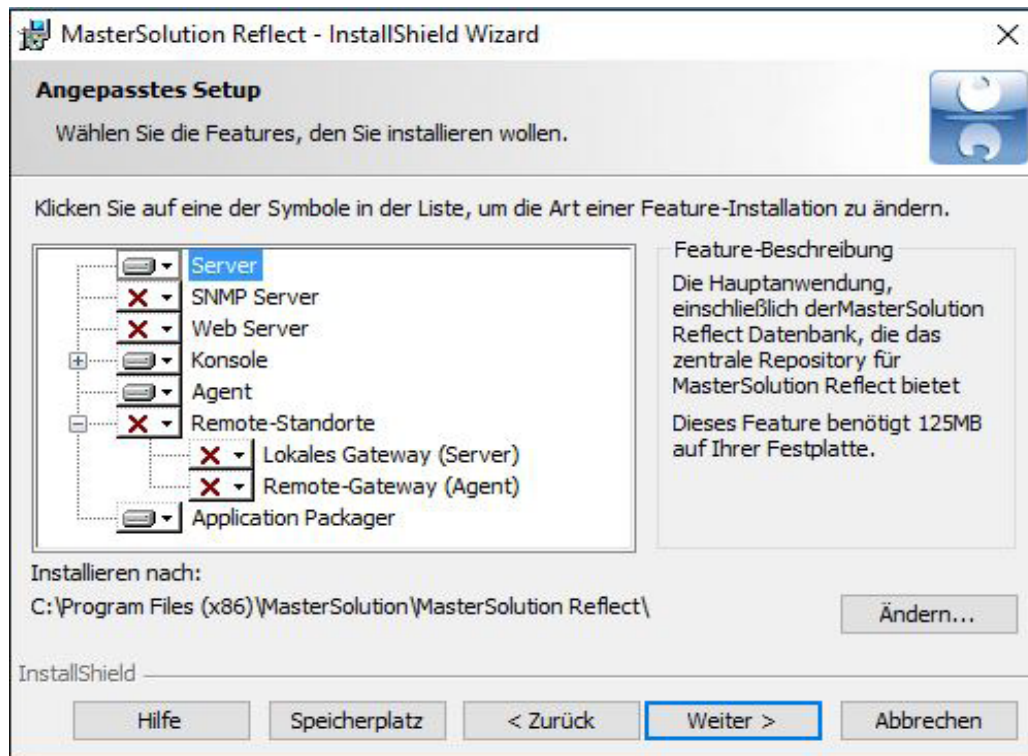 MasterSolution Reflect - InstallShield Wizard
Angepasstes Setup
Wählen Sie die Features, den Sie installieren wollen.
Klicken Sie auf eine der Symbole in der Liste, um die Art einer Feature-Installation zu ändern.
Server
SNMP Server
Web Server
Konsole
Agent
Remote-Standorte
Lokales Gateway (Server)
Remote-Gateway (Agent)
Application Packager
Feature-Beschreibung
Die Hauptanwendung,
einschließlich derMasterSolution
Reflect Datenbank, die das
zentrale Repository für
MasterSolution Reflect bietet
Dieses Feature benötigt 125MB
auf Ihrer Festplatte.
Installieren nach:
C:\Program Files (x86)\MasterSolution\MasterSolution Reflect\
Ändern...
InstallShield
Hilfe
Speicherplatz
< Zurück
Weiter >
Abbrechen